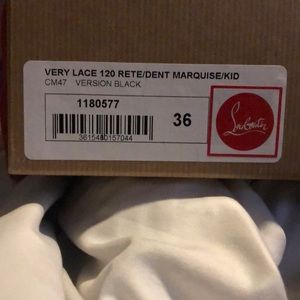 VERY LACE 120 RETE/DENT MARQUISE/KID
CM47 VERSION BLACK
1180577
36
3615480157044
Louboutin